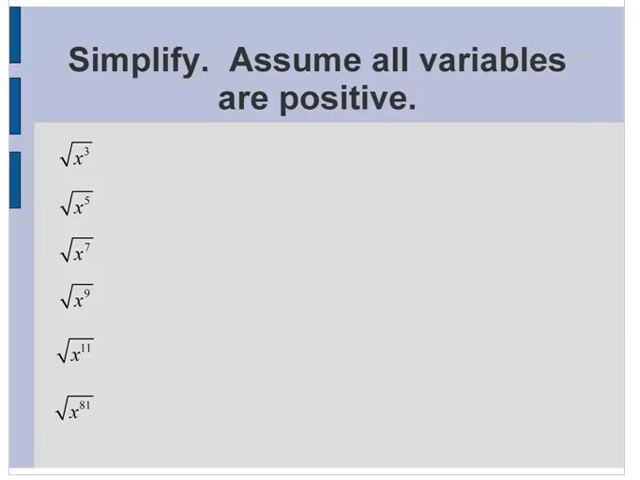 Simplify.  Assume all variables
are positive.
√x³
√x⁵
√x⁷
√x⁹
√x¹¹
√x⁸¹